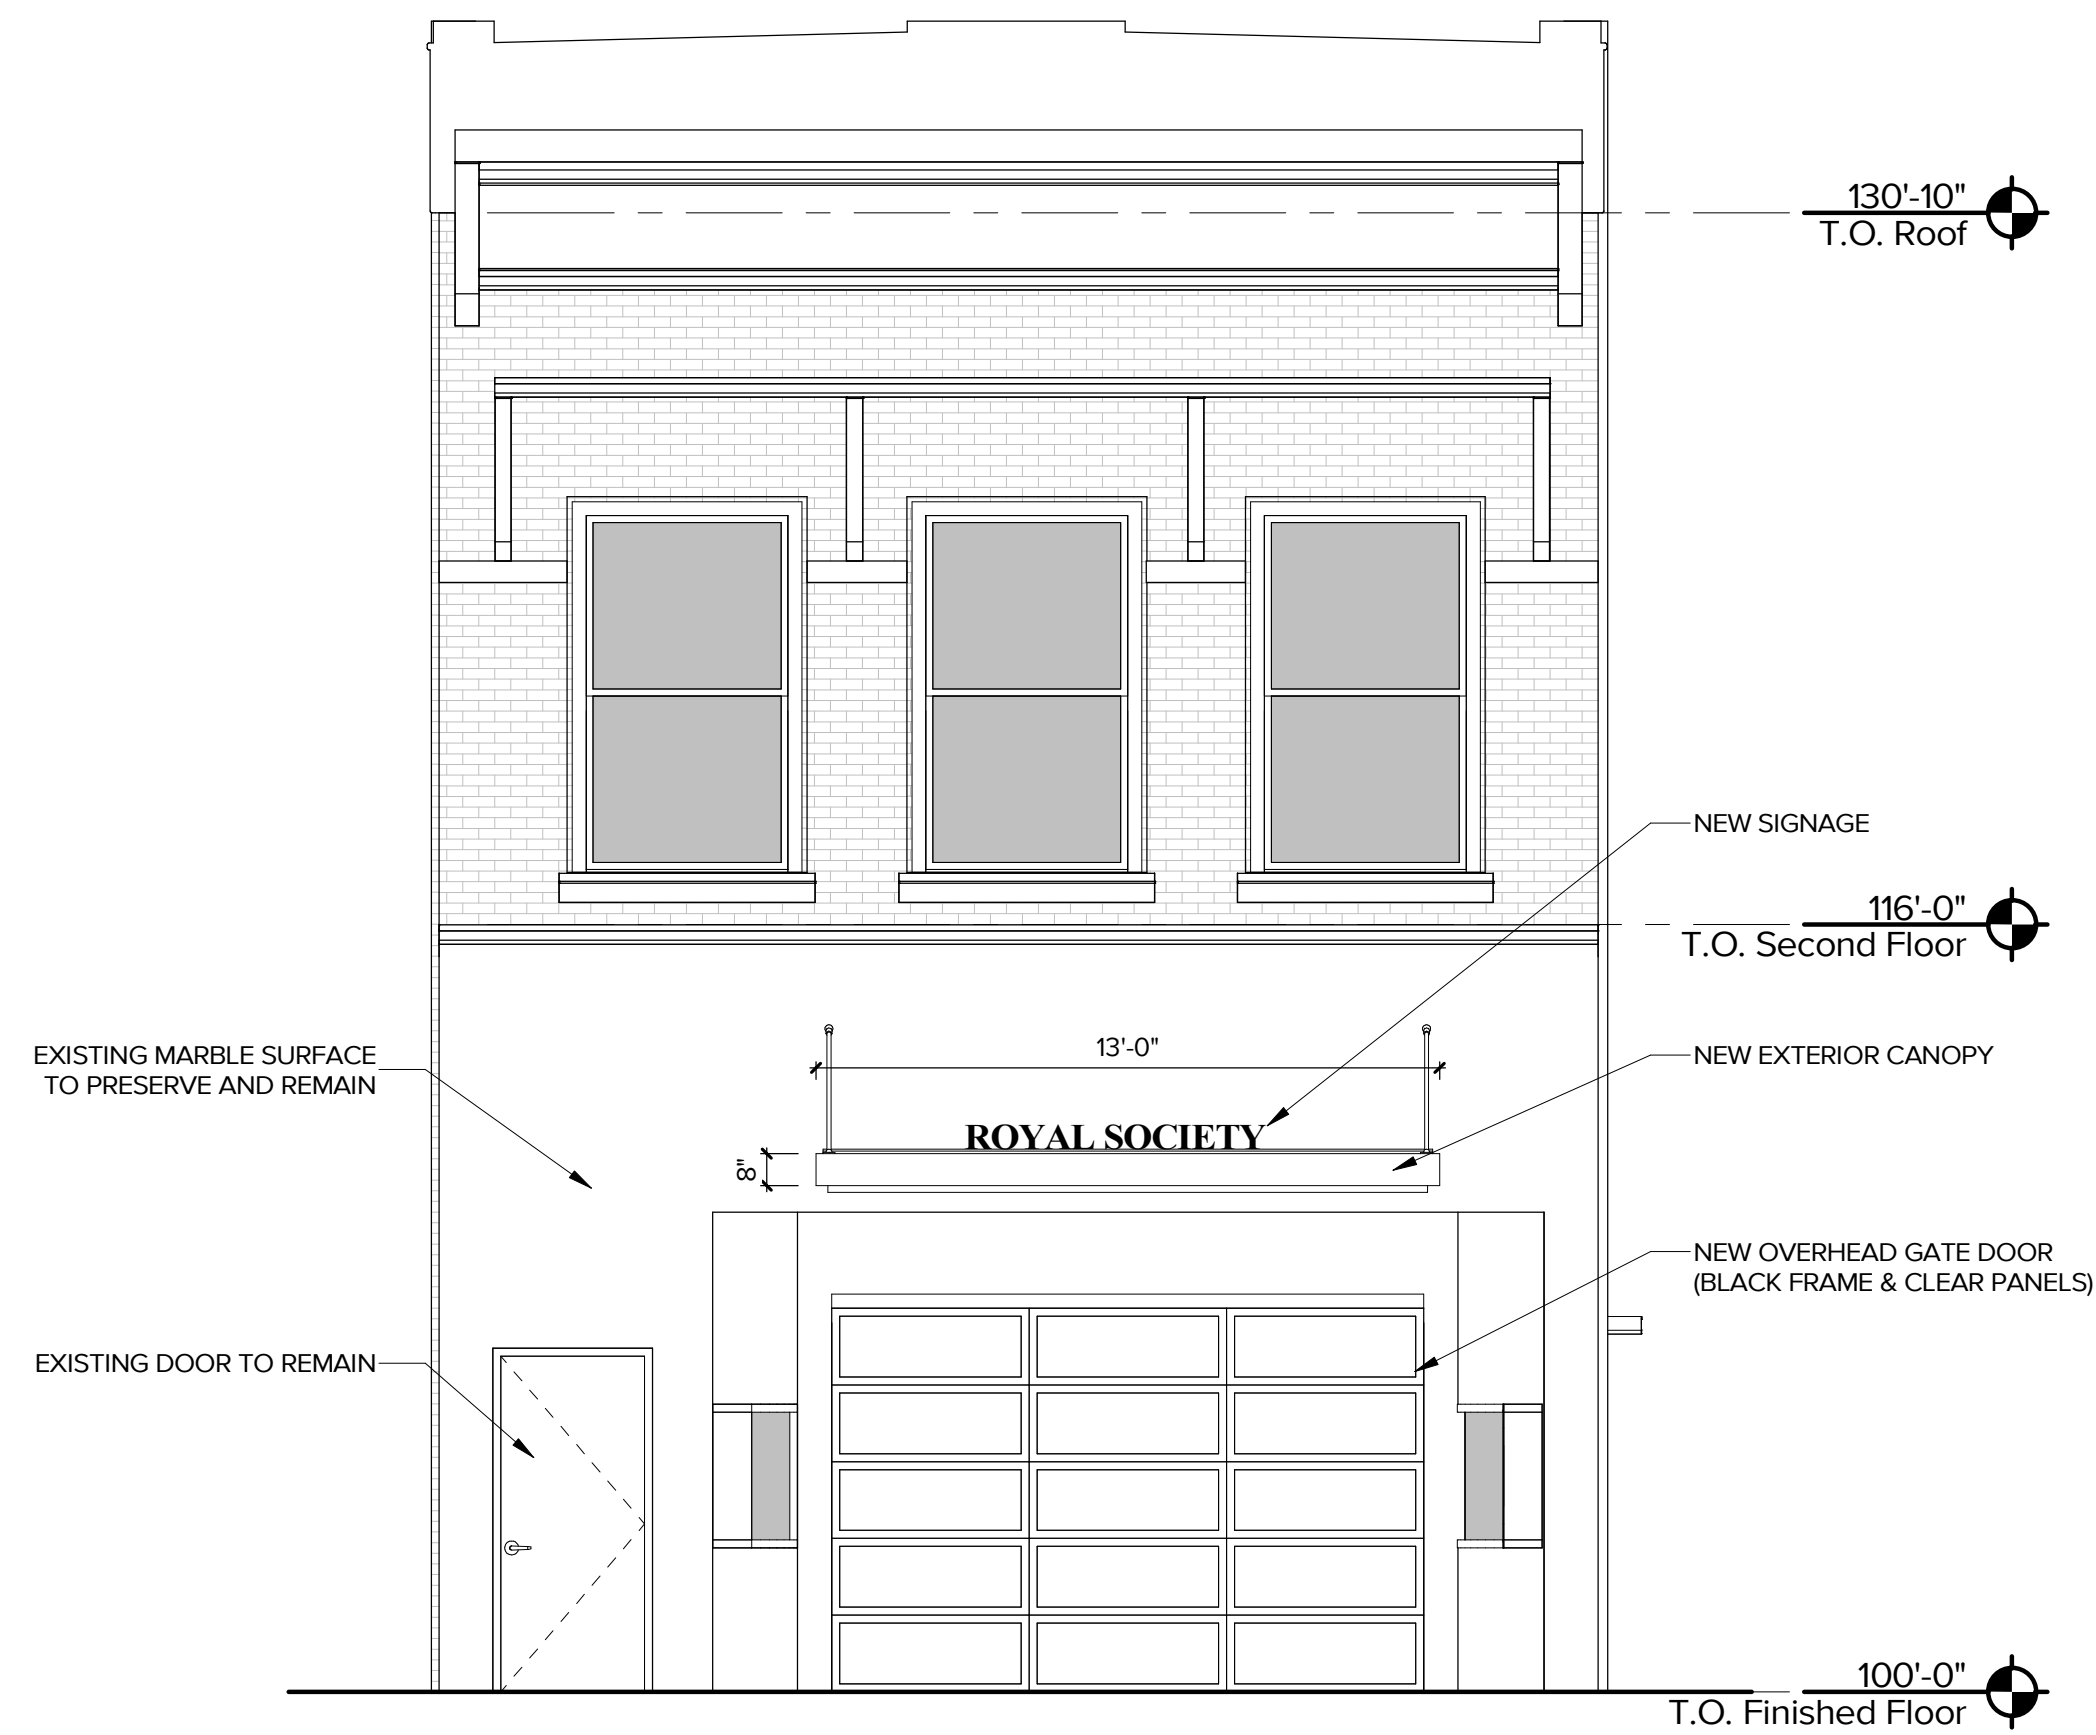 130'-10"
T.O. Roof
NEW SIGNAGE
116'-0"
T.O. Second Floor
EXISTING MARBLE SURFACE
TO PRESERVE AND REMAIN
13'-0"
NEW EXTERIOR CANOPY
ROYAL SOCIETY
8"
NEW OVERHEAD GATE DOOR
(BLACK FRAME & CLEAR PANELS)
EXISTING DOOR TO REMAIN
100'-0"
T.O. Finished Floor